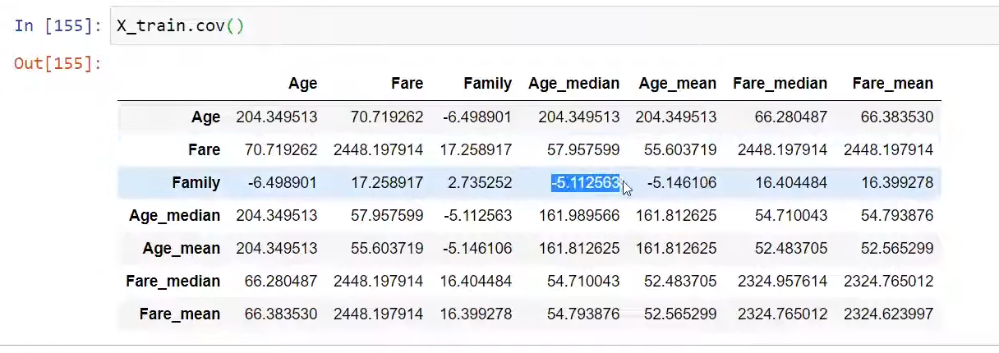 In [155]: X_train.cov()
Out[155]:
Age Fare Family Age_median Age_mean Fare_median Fare_mean
Age 204.349513 70.719262 -6.498901 204.349513 204.349513 66.280487 66.383530
Fare 70.719262 2448.197914 17.258917 57.957599 55.603719 2448.197914 2448.197914
Family -6.498901 17.258917 2.735252 -5.112563 -5.146106 16.404484 16.399278
Age_median 204.349513 57.957599 -5.112563 161.989566 161.812625 54.710043 54.793876
Age_mean 204.349513 55.603719 -5.146106 161.812625 161.812625 52.483705 52.565299
Fare_median 66.280487 2448.197914 16.404484 54.710043 52.483705 2324.957614 2324.765012
Fare_mean 66.383530 2448.197914 16.399278 54.793876 52.565299 2324.765012 2324.623997